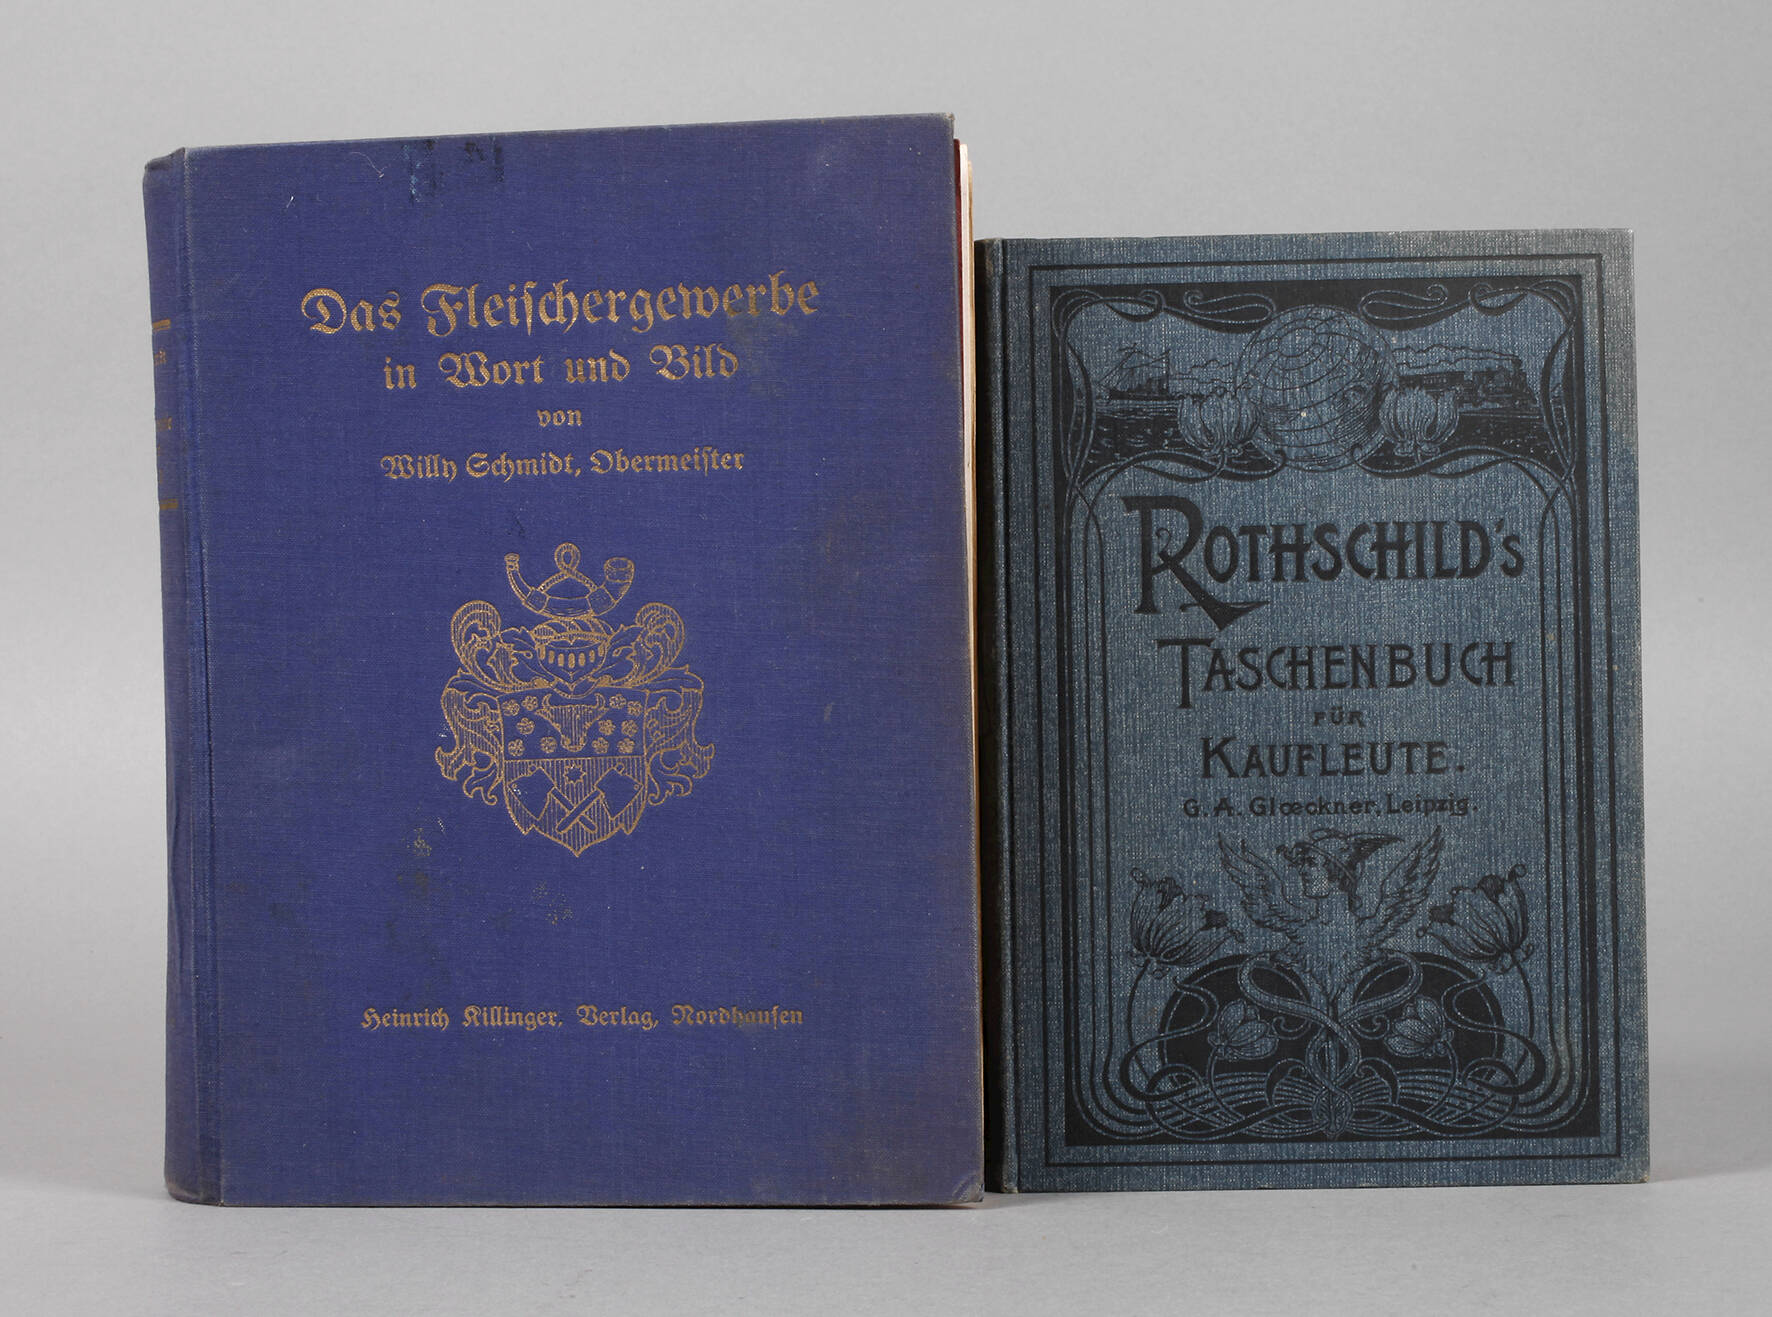 Das Fleischergewerbe
in Wort und Bild
von
Willy Schmidt, Obermeister
Heinrich Killinger, Verlag, Nordhausen
ROTHSCHILD's
TASCHENBUCH
FÜR
KAUFLEUTE.
G. A. Glœckner, Leipzig.